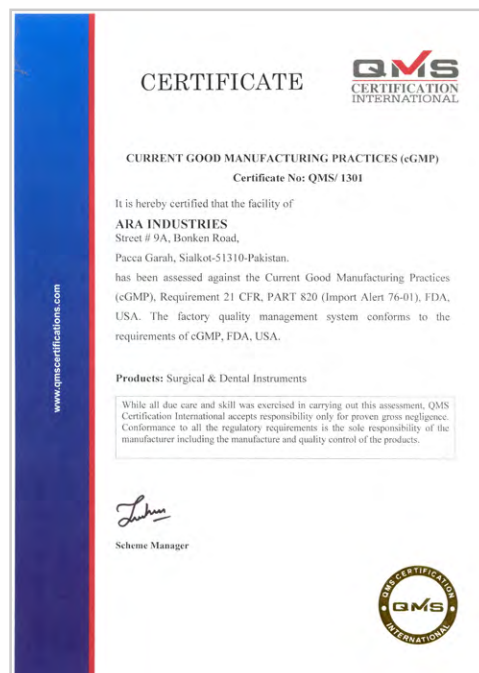 CERTIFICATE
QMS
CERTIFICATION
INTERNATIONAL
CURRENT GOOD MANUFACTURING PRACTICES (cGMP)
Certificate No: QMS/ 1301
It is hereby certified that the facility of
ARA INDUSTRIES
Street # 9A, Bonken Road,
Pacca Garah, Sialkot-51310-Pakistan.
has been assessed against the Current Good Manufacturing Practices
(cGMP), Requirement 21 CFR, PART 820 (Import Alert 76-01), FDA,
USA. The factory quality management system conforms to the
requirements of cGMP, FDA, USA.
www.qmscertifications.com
Products: Surgical & Dental Instruments
While all due care and skill was exercised in carrying out this assessment, QMS
Certification International accepts responsibility only for proven gross negligence.
Conformance to all the regulatory requirements is the sole responsibility of the
manufacturer including the manufacture and quality control of the products.
Scheme Manager
QMS CERTIFICATION
QMS
INTERNATIONAL